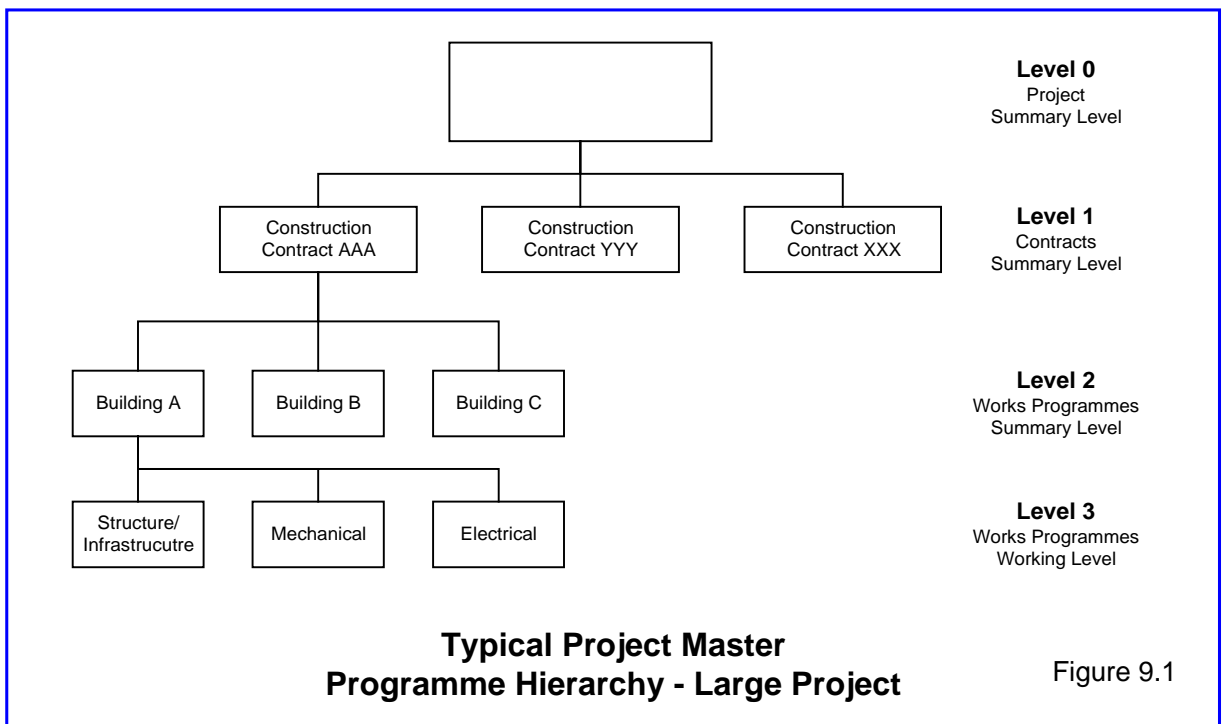 Level 0
Project
Summary Level
Construction
Contract AAA
Construction
Contract YYY
Construction
Contract XXX
Level 1
Contracts
Summary Level
Building A
Building B
Building C
Level 2
Works Programmes
Summary Level
Structure/
Infrastrucutre
Mechanical
Electrical
Level 3
Works Programmes
Working Level
Typical Project Master
Programme Hierarchy - Large Project
Figure 9.1